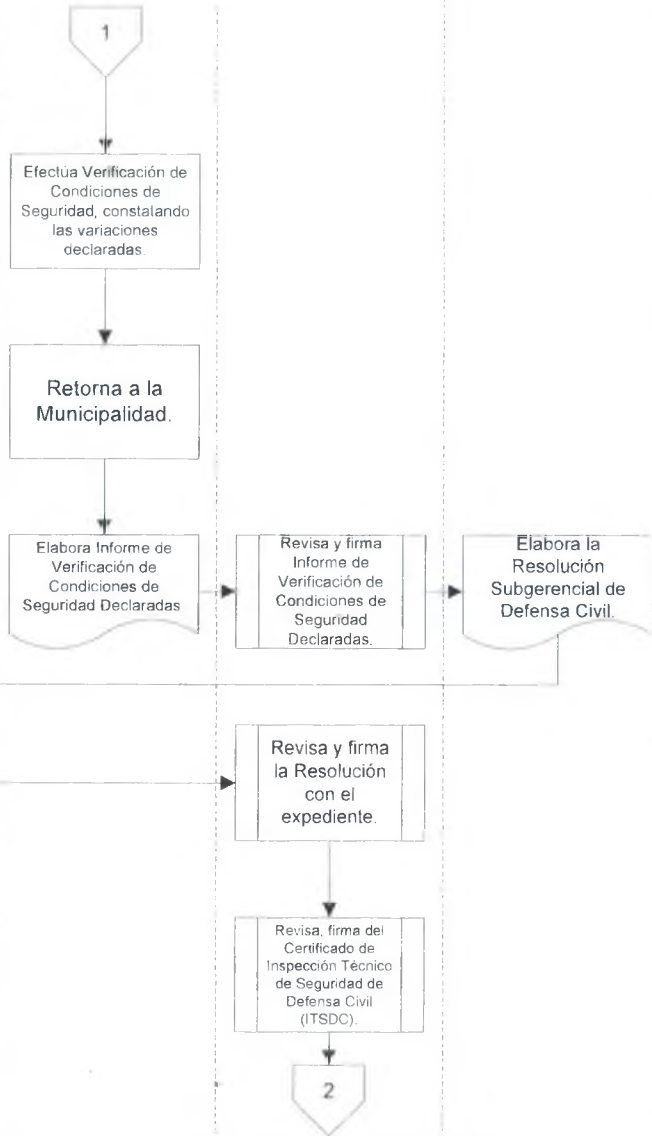 1
Efectúa Verificación de
Condiciones de
Seguridad, constatando
las variaciones
declaradas.
Retorna a la
Municipalidad.
Elabora Informe de
Verificación de
Condiciones de
Seguridad Declaradas
Revisa y firma
Informe de
Verificación de
Condiciones de
Seguridad
Declaradas.
Elabora la
Resolución
Subgerencial de
Defensa Civil.
Revisa y firma
la Resolución
con el
expediente.
Revisa, firma del
Certificado de
Inspección Técnico
de Seguridad de
Defensa Civil
(ITSDC).
2